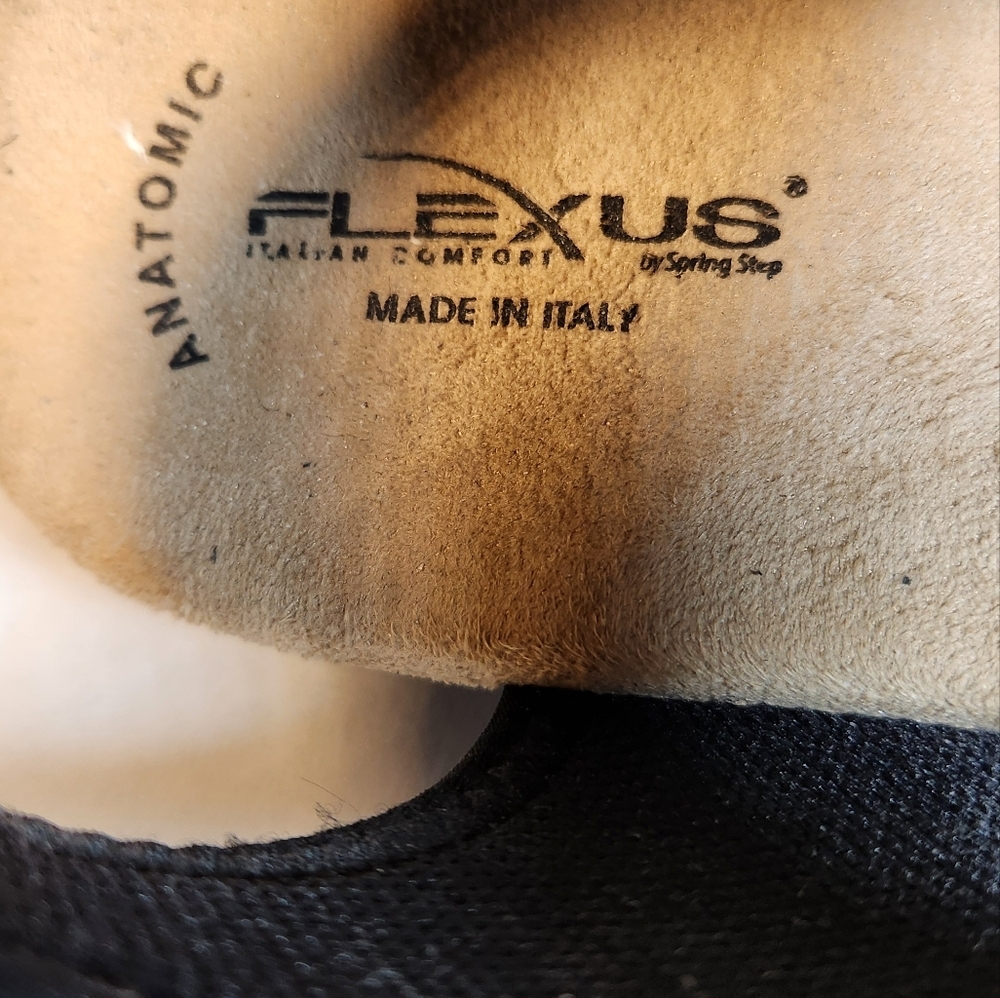 ANATOMIC
FLEXUS®
ITALIAN COMFORT
by Spring Step
MADE IN ITALY